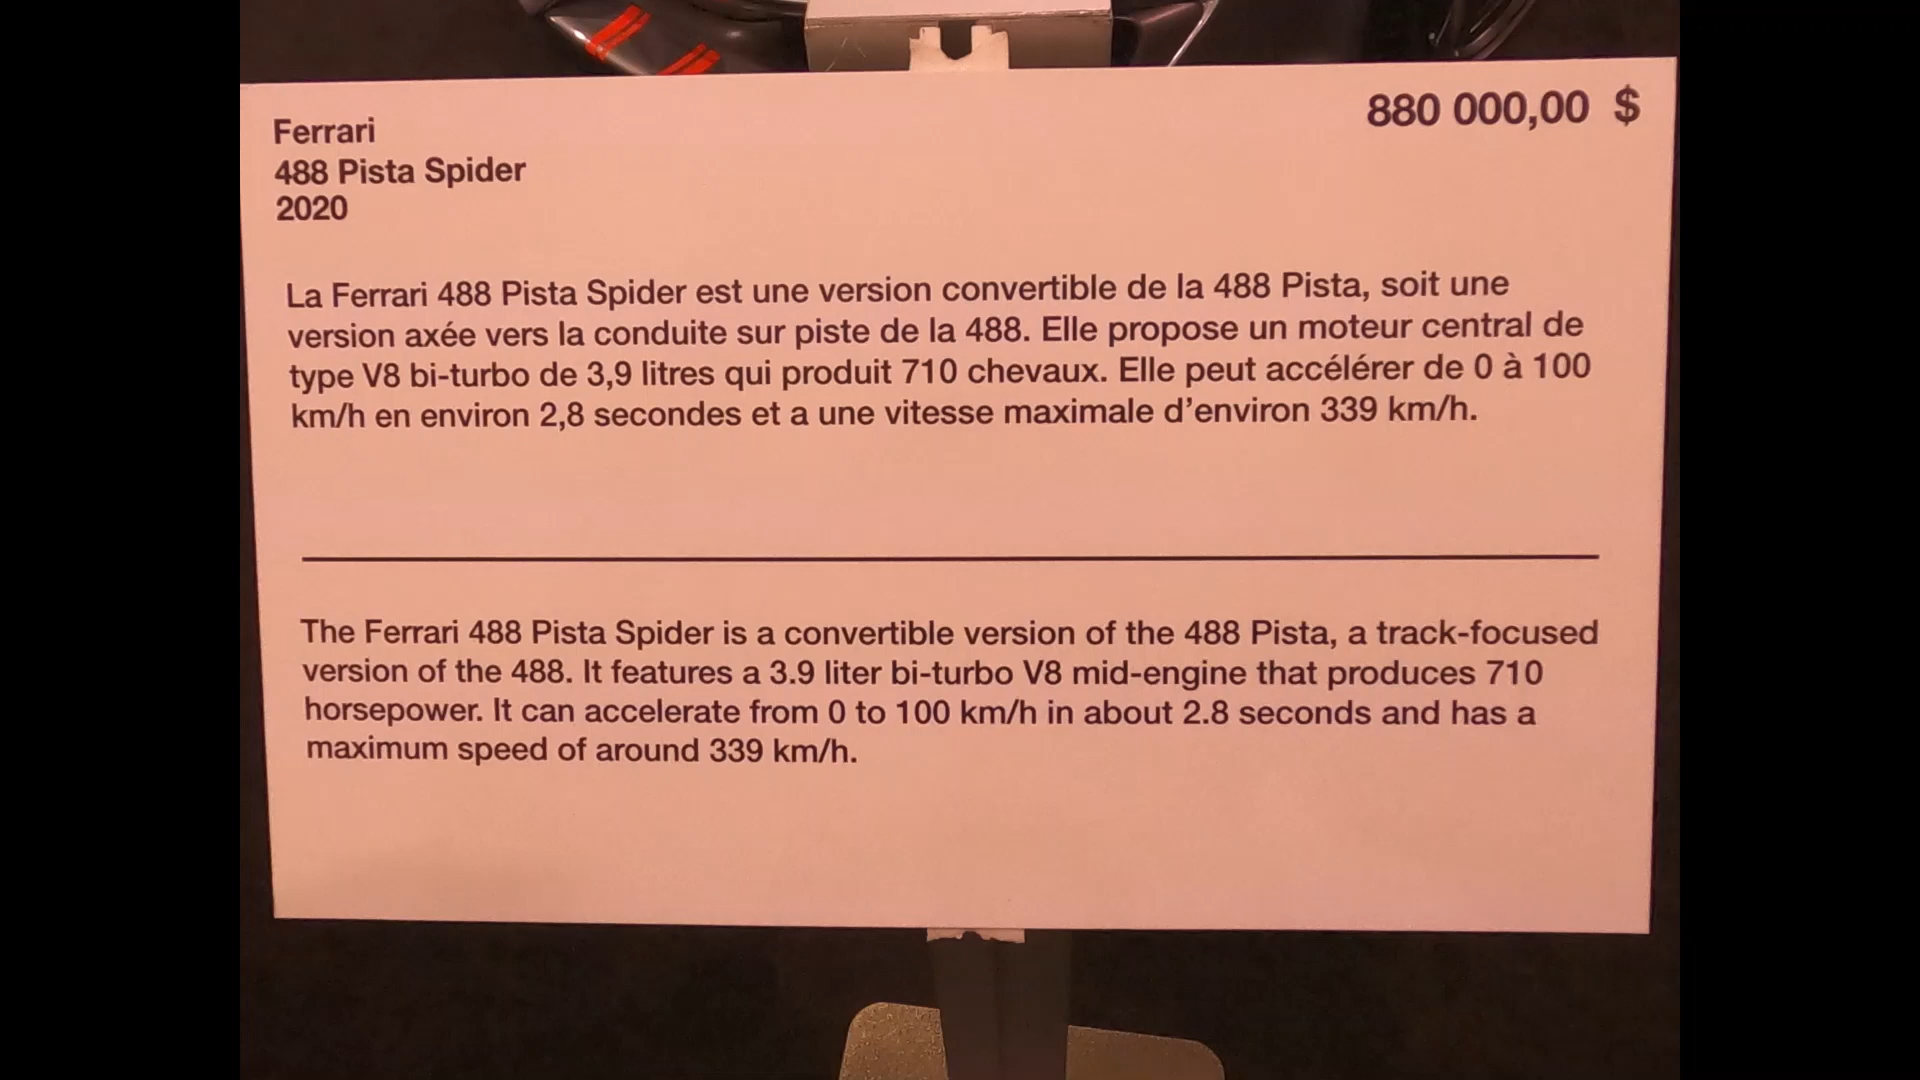 Ferrari
488 Pista Spider
2020
880 000,00 $
La Ferrari 488 Pista Spider est une version convertible de la 488 Pista, soit une
version axée vers la conduite sur piste de la 488. Elle propose un moteur central de
type V8 bi-turbo de 3,9 litres qui produit 710 chevaux. Elle peut accélérer de 0 à 100
km/h en environ 2,8 secondes et a une vitesse maximale d’environ 339 km/h.
The Ferrari 488 Pista Spider is a convertible version of the 488 Pista, a track-focused
version of the 488. It features a 3.9 liter bi-turbo V8 mid-engine that produces 710
horsepower. It can accelerate from 0 to 100 km/h in about 2.8 seconds and has a
maximum speed of around 339 km/h.